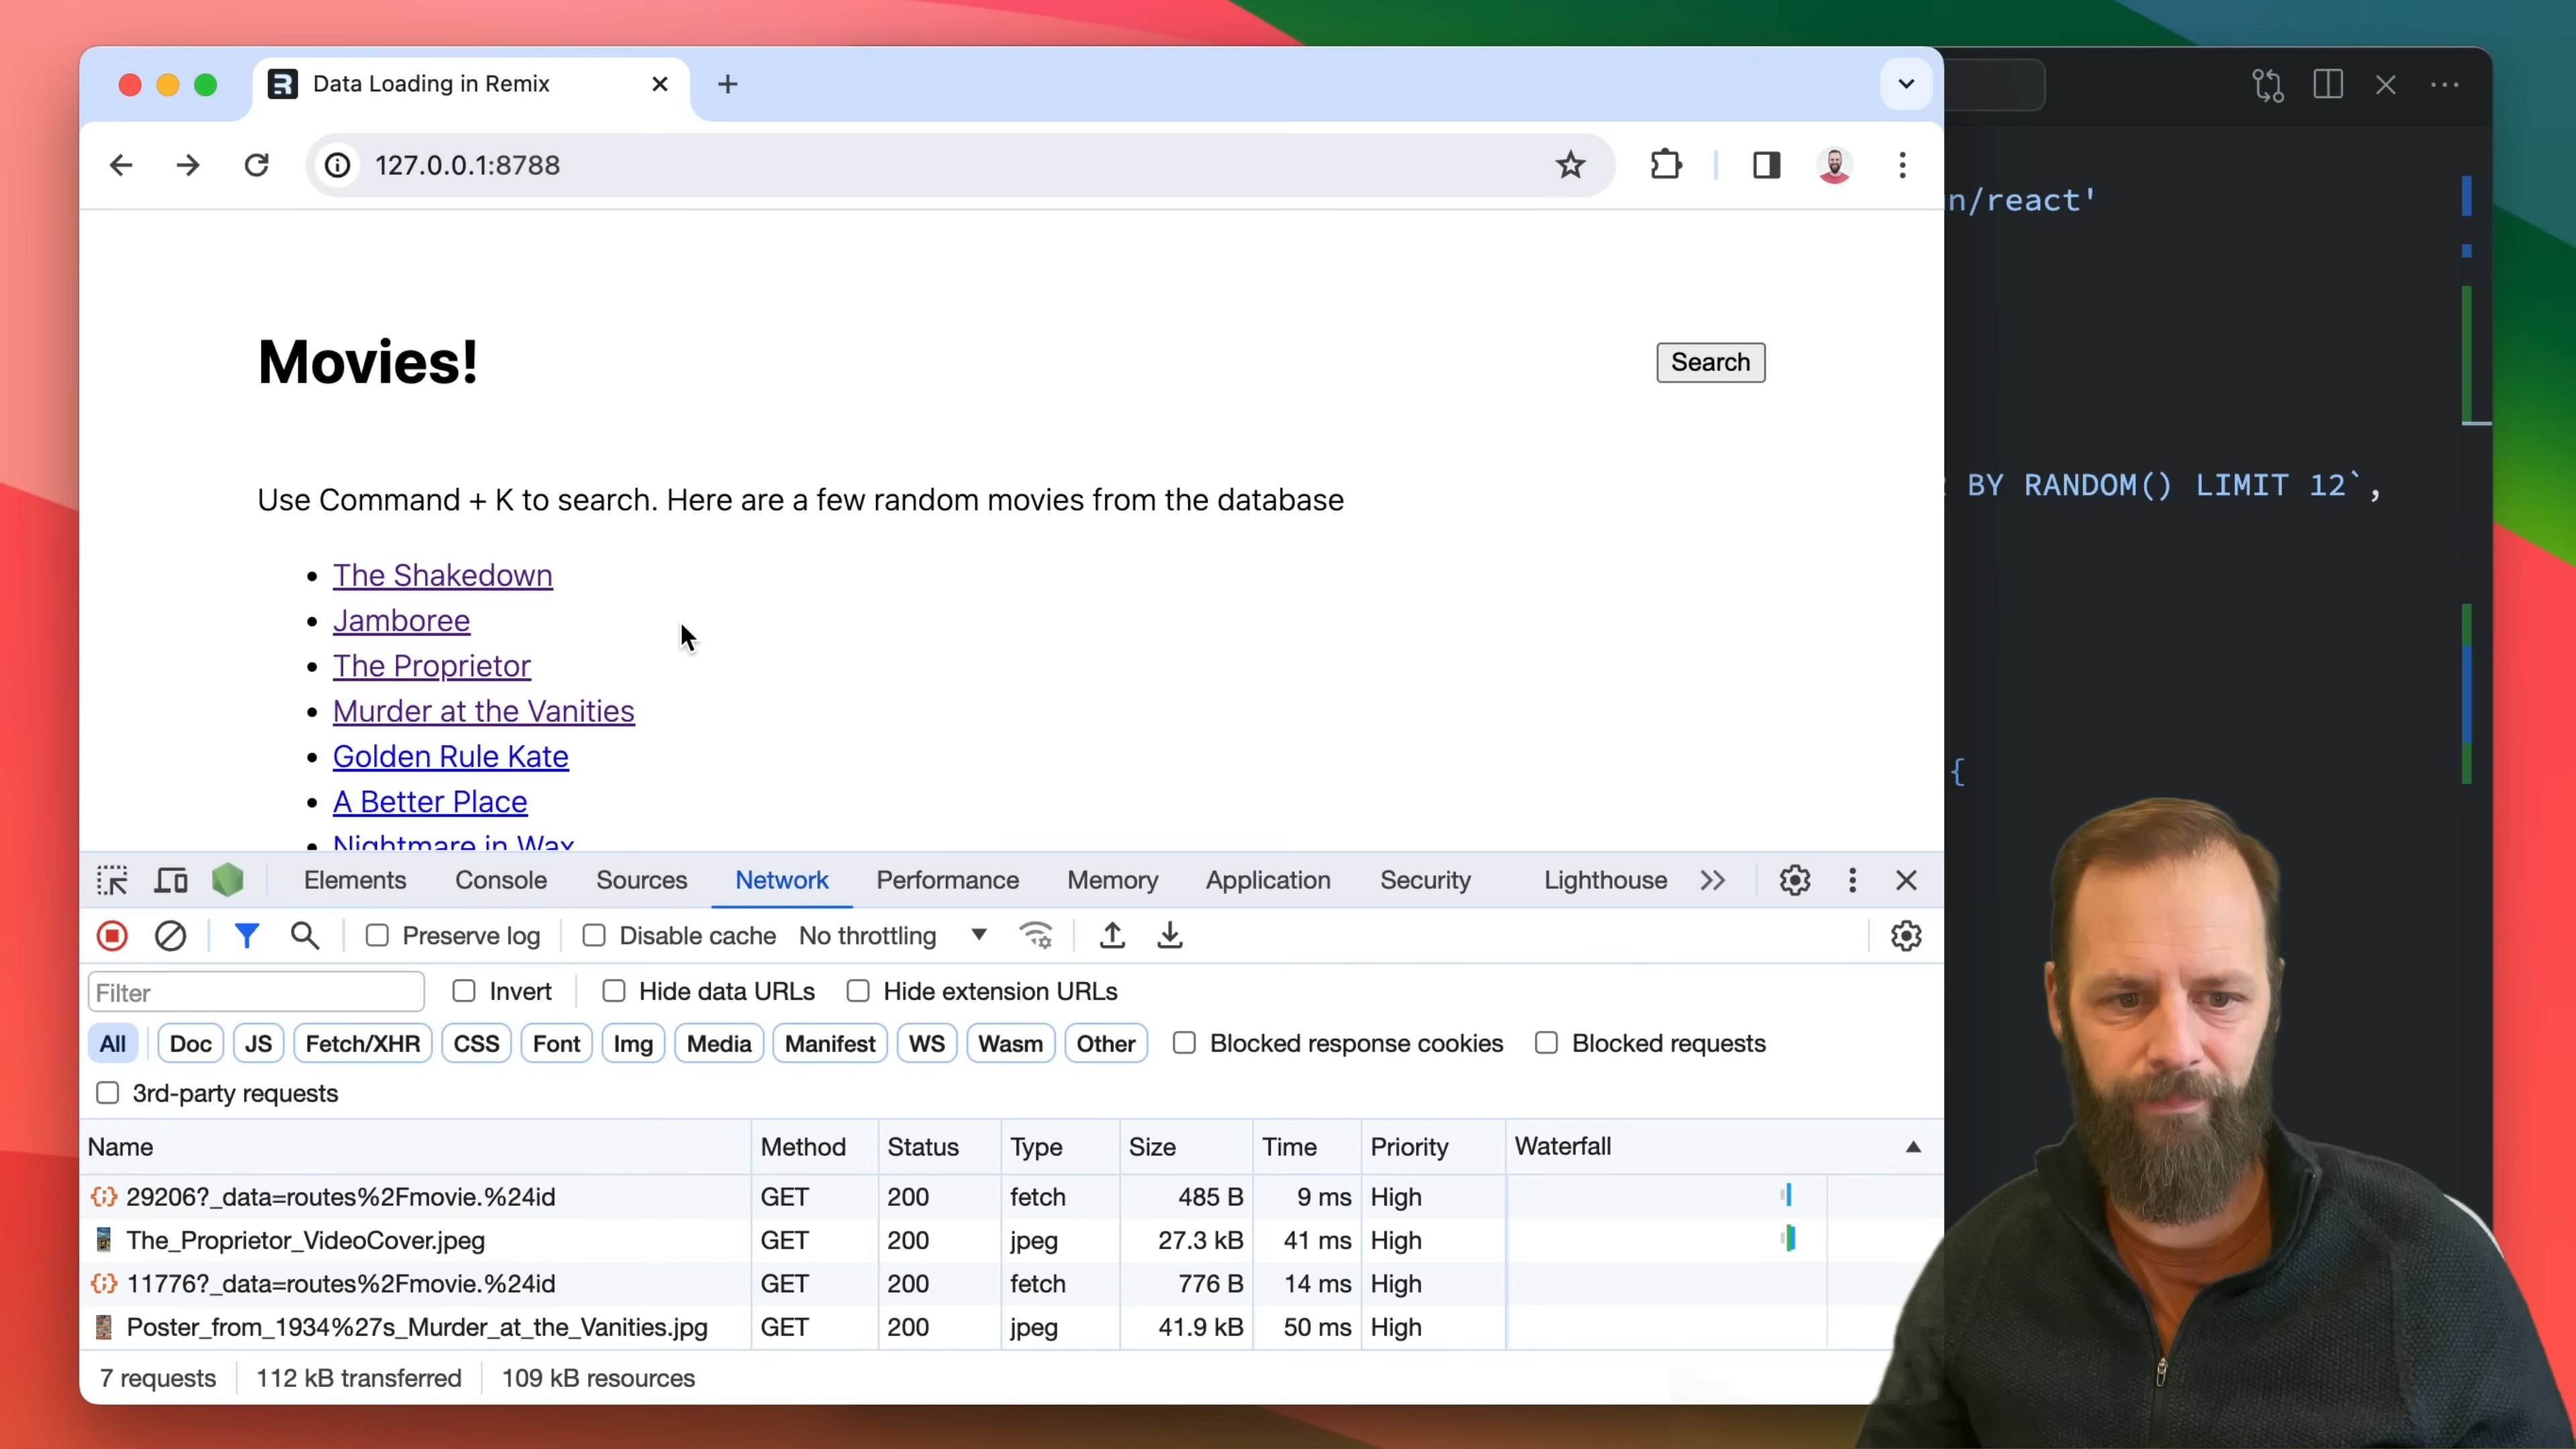 Data Loading in Remix
127.0.0.1:8788
n/react'
Movies!
Search
BY RANDOM() LIMIT 12`,
Use Command + K to search. Here are a few random movies from the database
The Shakedown
Jamboree
The Proprietor
Murder at the Vanities
Golden Rule Kate
{
A Better Place
Nightmare in Wax
Elements Console Sources Network Performance Memory Application Security Lighthouse
Preserve log Disable cache No throttling
Filter Invert Hide data URLs Hide extension URLs
All Doc JS Fetch/XHR CSS Font Img Media Manifest WS Wasm Other Blocked response cookies Blocked requests
3rd-party requests
Name Method Status Type Size Time Priority Waterfall
29206?_data=routes%2Fmovie.%24id GET 200 fetch 485 B 9 ms High
The_Proprietor_VideoCover.jpeg GET 200 jpeg 27.3 kB 41 ms High
11776?_data=routes%2Fmovie.%24id GET 200 fetch 776 B 14 ms High
Poster_from_1934%27s_Murder_at_the_Vanities.jpg GET 200 jpeg 41.9 kB 50 ms High
7 requests 112 kB transferred 109 kB resources